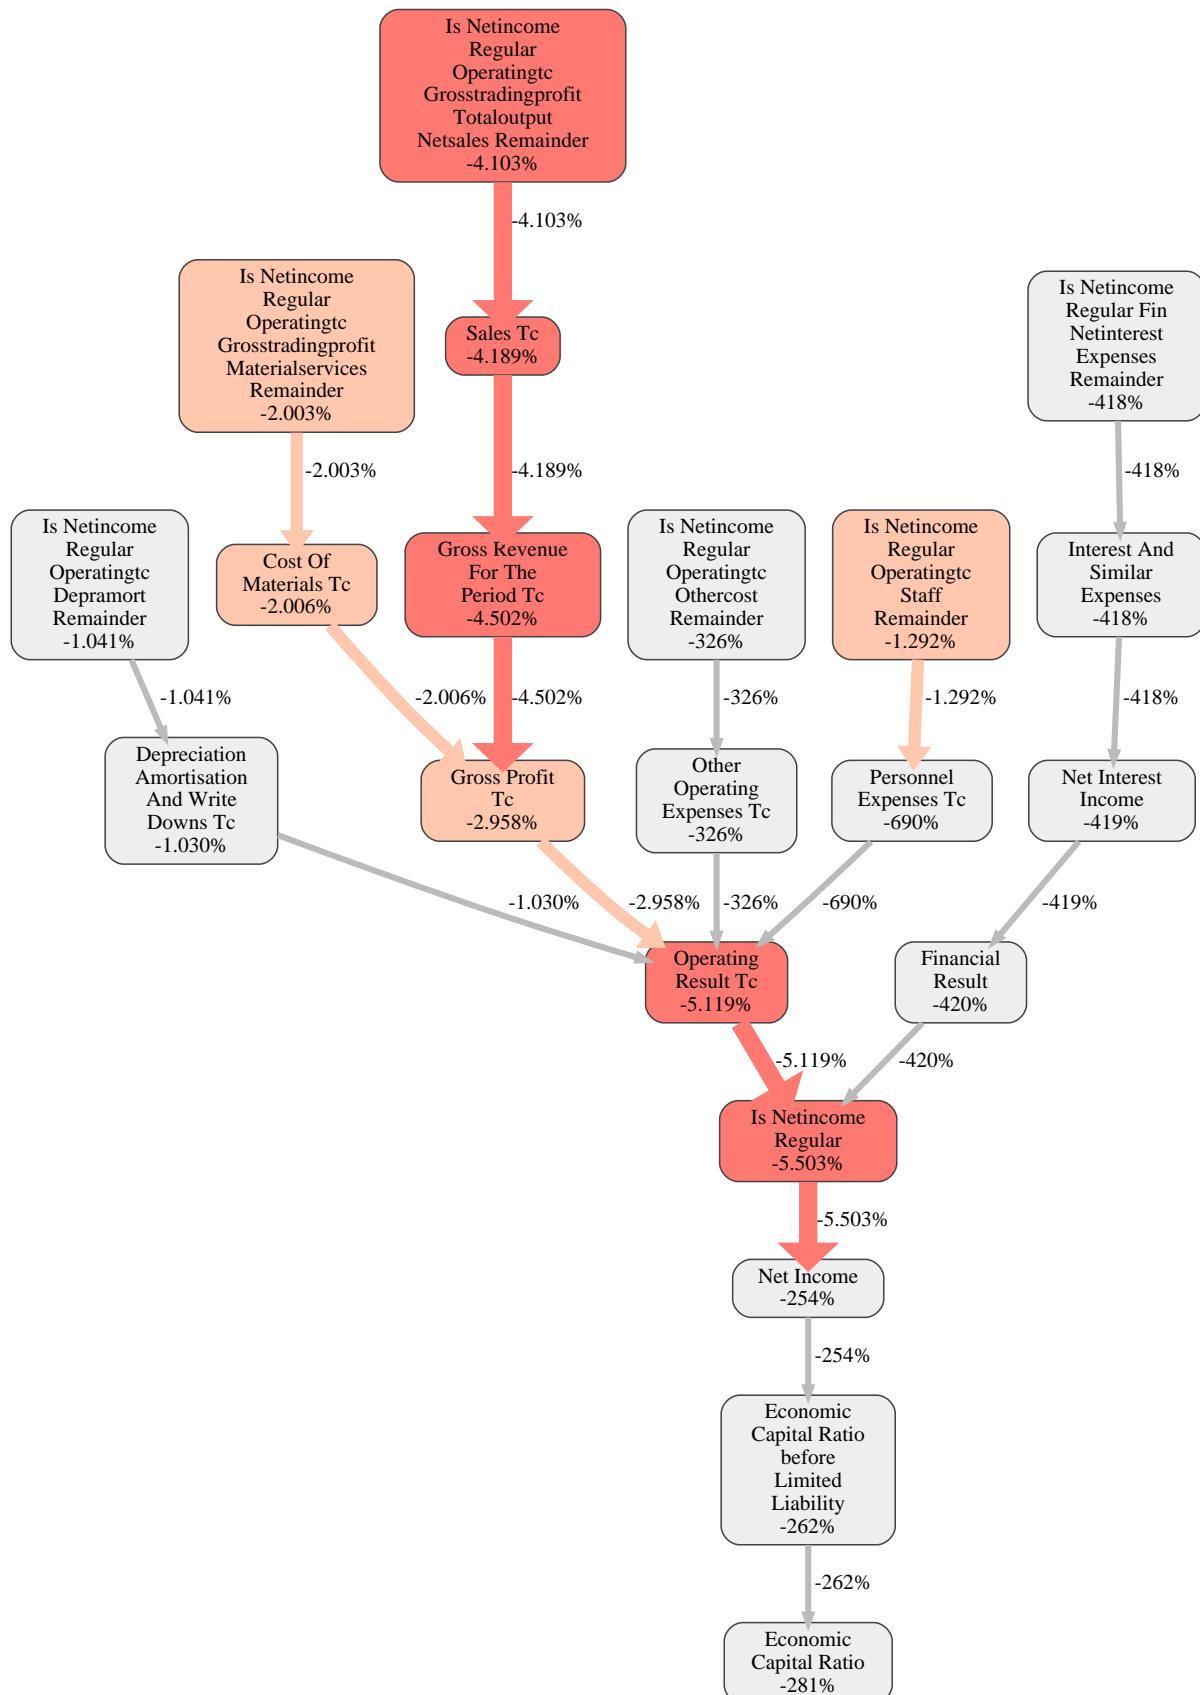 Is Netincome
Regular
Operatingtc
Grosstradingprofit
Totaloutput
Netsales Remainder
-4.103%
-4.103%
Is Netincome
Regular
Operatingtc
Grosstradingprofit
Materialservices
Remainder
-2.003%
Is Netincome
Regular Fin
Netinterest
Expenses
Remainder
-418%
Sales Tc
-4.189%
-2.003%
-4.189%
-418%
Is Netincome
Regular
Operatingtc
Depramort
Remainder
-1.041%
Cost Of
Materials Tc
-2.006%
Gross Revenue
For The
Period Tc
-4.502%
Is Netincome
Regular
Operatingtc
Othercost
Remainder
-326%
Is Netincome
Regular
Operatingtc
Staff
Remainder
-1.292%
Interest And
Similar
Expenses
-418%
-1.041%
-2.006%
-4.502%
-326%
-1.292%
-418%
Depreciation
Amortisation
And Write
Downs Tc
-1.030%
Gross Profit
Tc
-2.958%
Other
Operating
Expenses Tc
-326%
Personnel
Expenses Tc
-690%
Net Interest
Income
-419%
-1.030%
-2.958%
-326%
-690%
-419%
Operating
Result Tc
-5.119%
Financial
Result
-420%
-5.119%
-420%
Is Netincome
Regular
-5.503%
-5.503%
Net Income
-254%
-254%
Economic
Capital Ratio
before
Limited
Liability
-262%
-262%
Economic
Capital Ratio
-281%